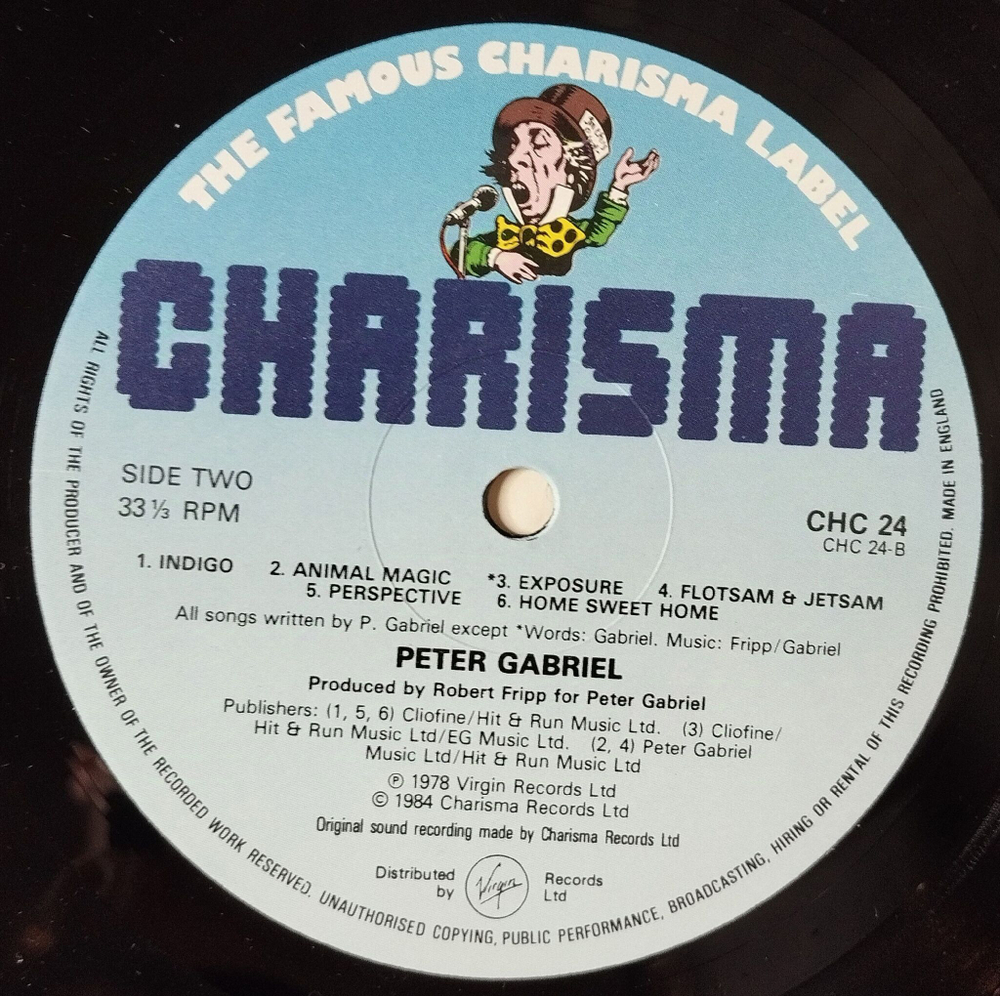 THE FAMOUS CHARISMA LABEL
CHARISMA
SIDE TWO
33⅓ RPM
CHC 24
CHC 24-B
1. INDIGO 2. ANIMAL MAGIC *3. EXPOSURE 4. FLOTSAM & JETSAM
5. PERSPECTIVE 6. HOME SWEET HOME
All songs written by P. Gabriel except *Words: Gabriel. Music: Fripp/Gabriel
PETER GABRIEL
Produced by Robert Fripp for Peter Gabriel
Publishers: (1, 5, 6) Cliofine/Hit & Run Music Ltd. (3) Cliofine/
Hit & Run Music Ltd/EG Music Ltd. (2, 4) Peter Gabriel
Music Ltd/Hit & Run Music Ltd
℗ 1978 Virgin Records Ltd
© 1984 Charisma Records Ltd
Original sound recording made by Charisma Records Ltd
Distributed by Virgin Records Ltd
ALL RIGHTS OF THE PRODUCER AND OF THE OWNER OF THE RECORDED WORK RESERVED. UNAUTHORISED COPYING, PUBLIC PERFORMANCE, BROADCASTING, HIRING OR RENTAL OF THIS RECORDING PROHIBITED. MADE IN ENGLAND